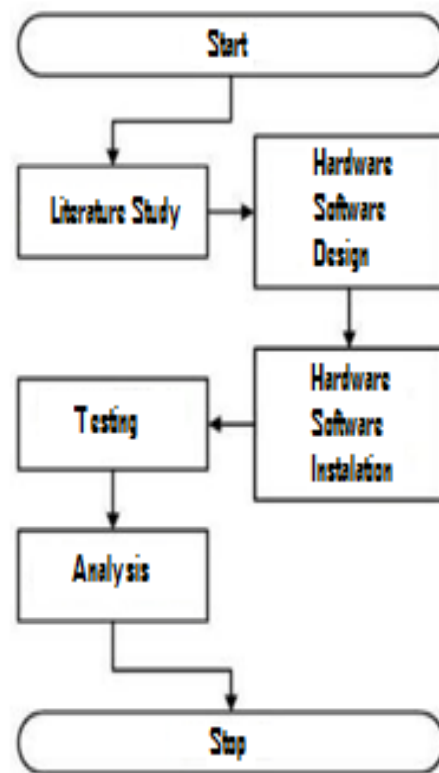 Start
Literature Study
Hardware
Software
Design
Hardware
Software
Instalation
Testing
Analysis
Stop